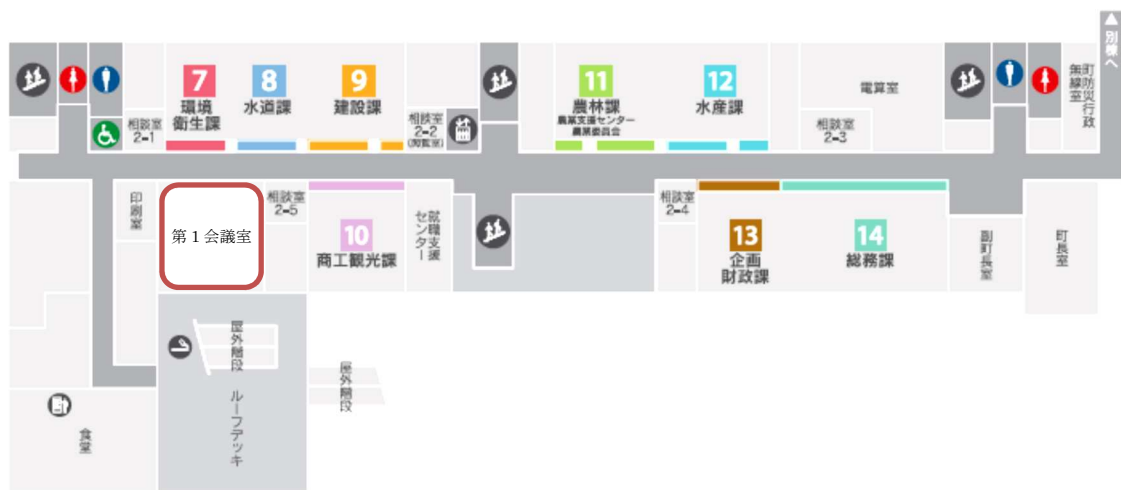 ▲別棟へ
7
環境
衛生課
8
水道課
9
建設課
11
農林課
農業支援センター
農業委員会
12
水産課
電算室
町防災行政
無線室
相談室
2-1
相談室
2-2
(閲覧室)
相談室
2-3
印刷室
第1会議室
相談室
2-5
10
商工観光課
就職支援
センター
相談室
2-4
13
企画
財政課
14
総務課
副町長室
町長室
屋外階段
屋外階段
ルーフデッキ
食堂